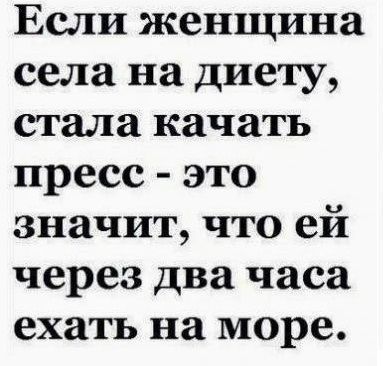 Если женщина
села на диету,
стала качать
пресс - это
значит, что ей
через два часа
ехать на море.